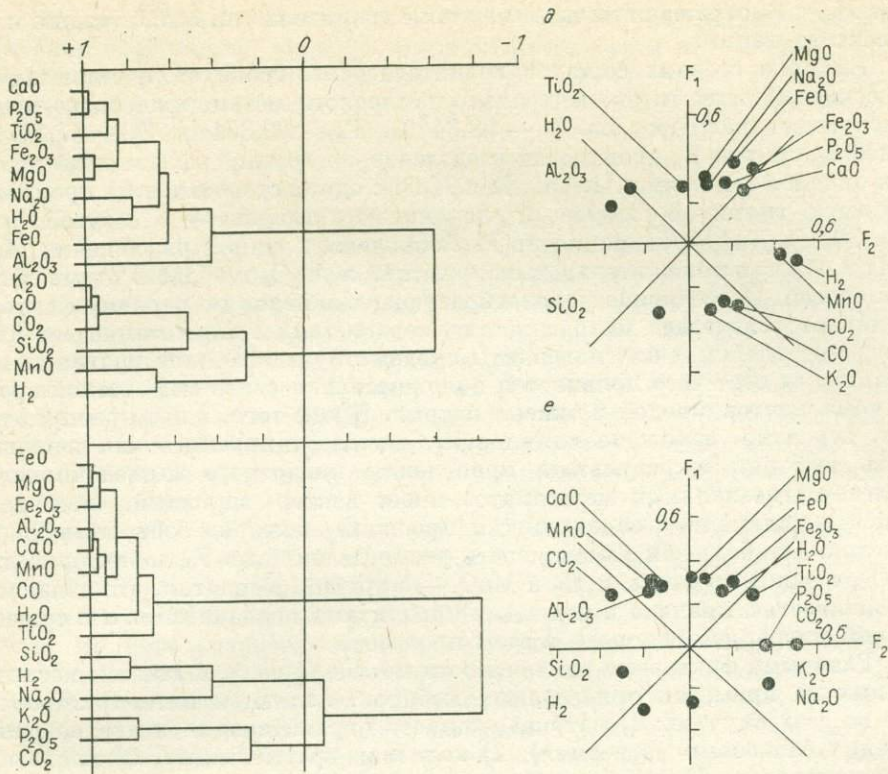 +1
0
1
CaO
P₂O₅
TiO₂
Fe₂O₃
MgO
Na₂O
H₂O
FeO
Al₂O₃
K₂O
CO
CO₂
SiO₂
MnO
H₂
д
TiO₂
H₂O
Al₂O₃
SiO₂
F₁
0,6
MgO
Na₂O
FeO
Fe₂O₃
P₂O₅
CaO
0,6
F₂
H₂
MnO
CO₂
CO
K₂O
FeO
MgO
Fe₂O₃
Al₂O₃
CaO
MnO
CO
H₂O
TiO₂
SiO₂
H₂
Na₂O
K₂O
P₂O₅
CO₂
е
CaO
MnO
CO₂
Al₂O₃
SiO₂
H₂
F₁
0,6
MgO
FeO
Fe₂O₃
H₂O
TiO₂
P₂O₅
CO₂
0,6
F₂
K₂O
Na₂O